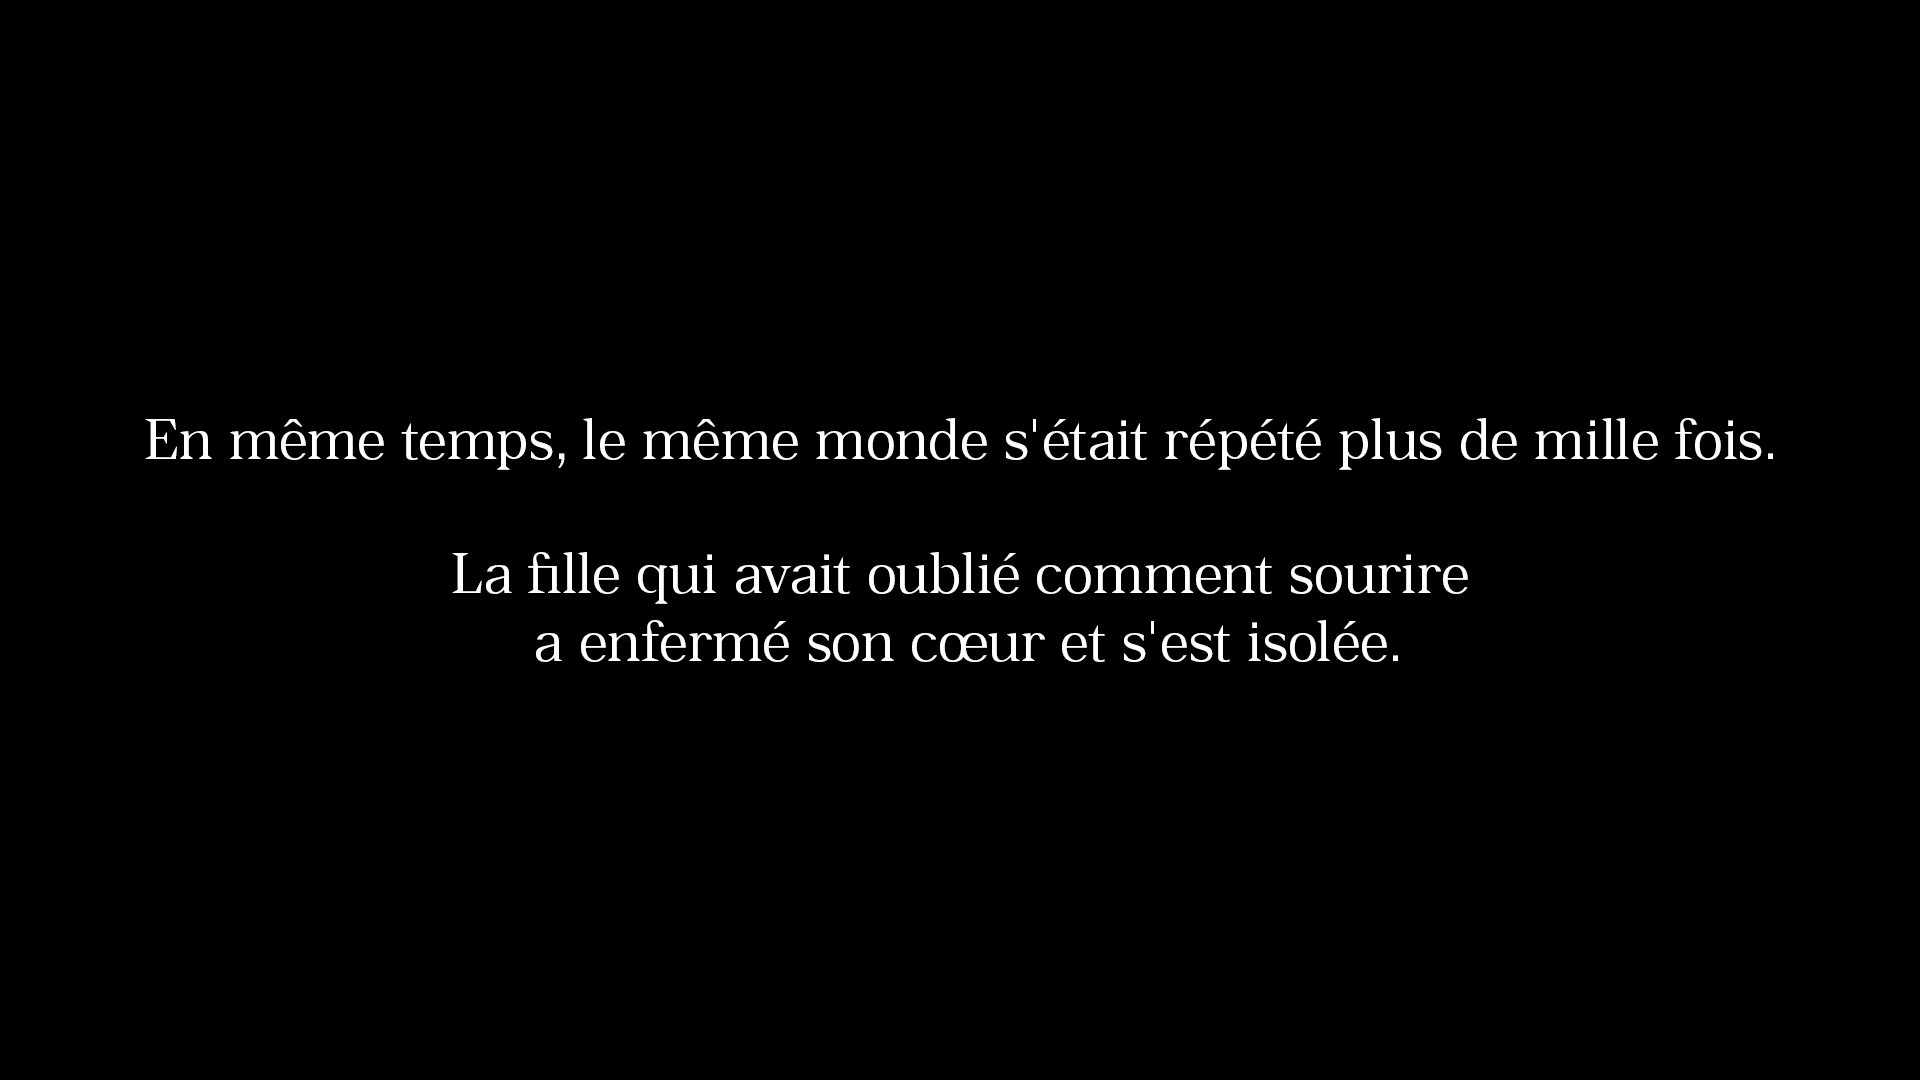 En même temps, le même monde s'était répété plus de mille fois.
La fille qui avait oublié comment sourire
a enfermé son cœur et s'est isolée.